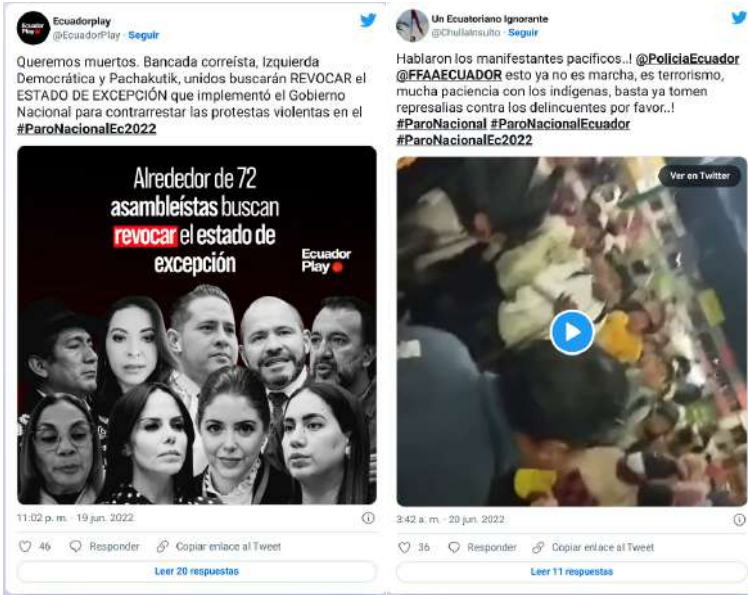 Ecuadorplay
@EcuadorPlay · Seguir
Queremos muertos. Bancada correísta, Izquierda
Democrática y Pachakutik, unidos buscarán REVOCAR el
ESTADO DE EXCEPCIÓN que implementó el Gobierno
Nacional para contrarrestar las protestas violentas en el
#ParoNacionalEc2022
Alrededor de 72
asambleístas buscan
revocar el estado de
excepción
Ecuador
Play
11:02 p. m. · 19 jun. 2022
46 Responder Copiar enlace al Tweet
Leer 20 respuestas
Un Ecuatoriano Ignorante
@ChullaInsulto · Seguir
Hablaron los manifestantes pacíficos..! @PoliciaEcuador
@FFAAECUADOR esto ya no es marcha, es terrorismo,
mucha paciencia con los indígenas, basta ya tomen
represalias contra los delincuentes por favor..!
#ParoNacional #ParoNacionalEcuador
#ParoNacionalEc2022
Ver en Twitter
3:42 a. m. · 20 jun. 2022
36 Responder Copiar enlace al Tweet
Leer 11 respuestas